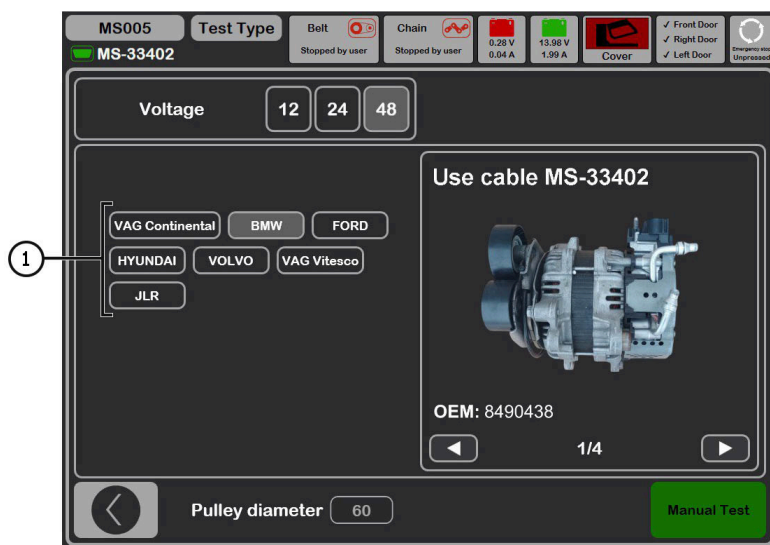 MS005
Test Type
MS-33402
Belt
Stopped by user
Chain
Stopped by user
0.28 V
0.04 A
13.98 V
1.99 A
Cover
✓ Front Door
✓ Right Door
✓ Left Door
Emergency stop
Unpressed
Voltage
12
24
48
1
VAG Continental
BMW
FORD
HYUNDAI
VOLVO
VAG Vitesco
JLR
Use cable MS-33402
OEM: 8490438
1/4
Pulley diameter
60
Manual Test